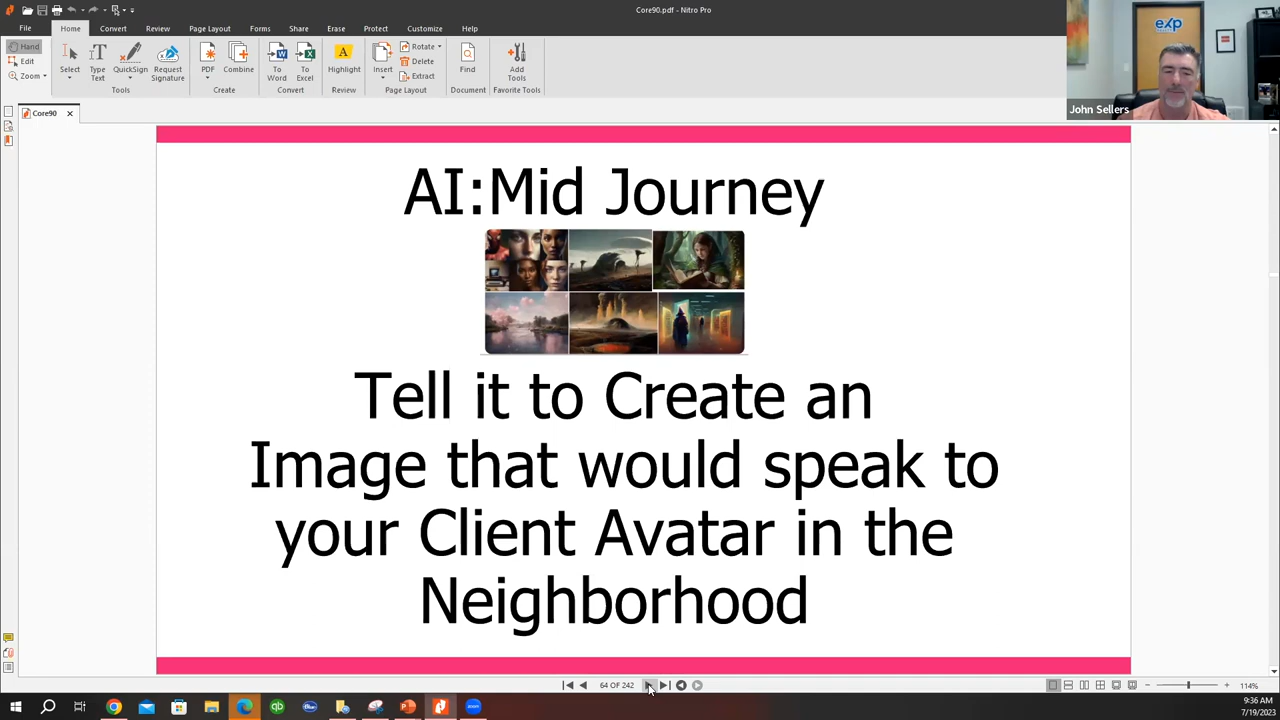 Core90.pdf - Nitro Pro
File Home Convert Review Page Layout Forms Share Erase Protect Customize Help
Hand
Edit
Zoom
Select
Type Text
QuickSign
Request Signature
Tools
PDF
Combine
Create
To Word
To Excel
Convert
Highlight
Review
Insert
Rotate
Delete
Extract
Page Layout
Find
Document
Add Tools
Favorite Tools
exp
John Sellers
Core90
AI:Mid Journey
Tell it to Create an
Image that would speak to
your Client Avatar in the
Neighborhood
64 OF 242
114%
qb
9:36 AM
7/19/2023